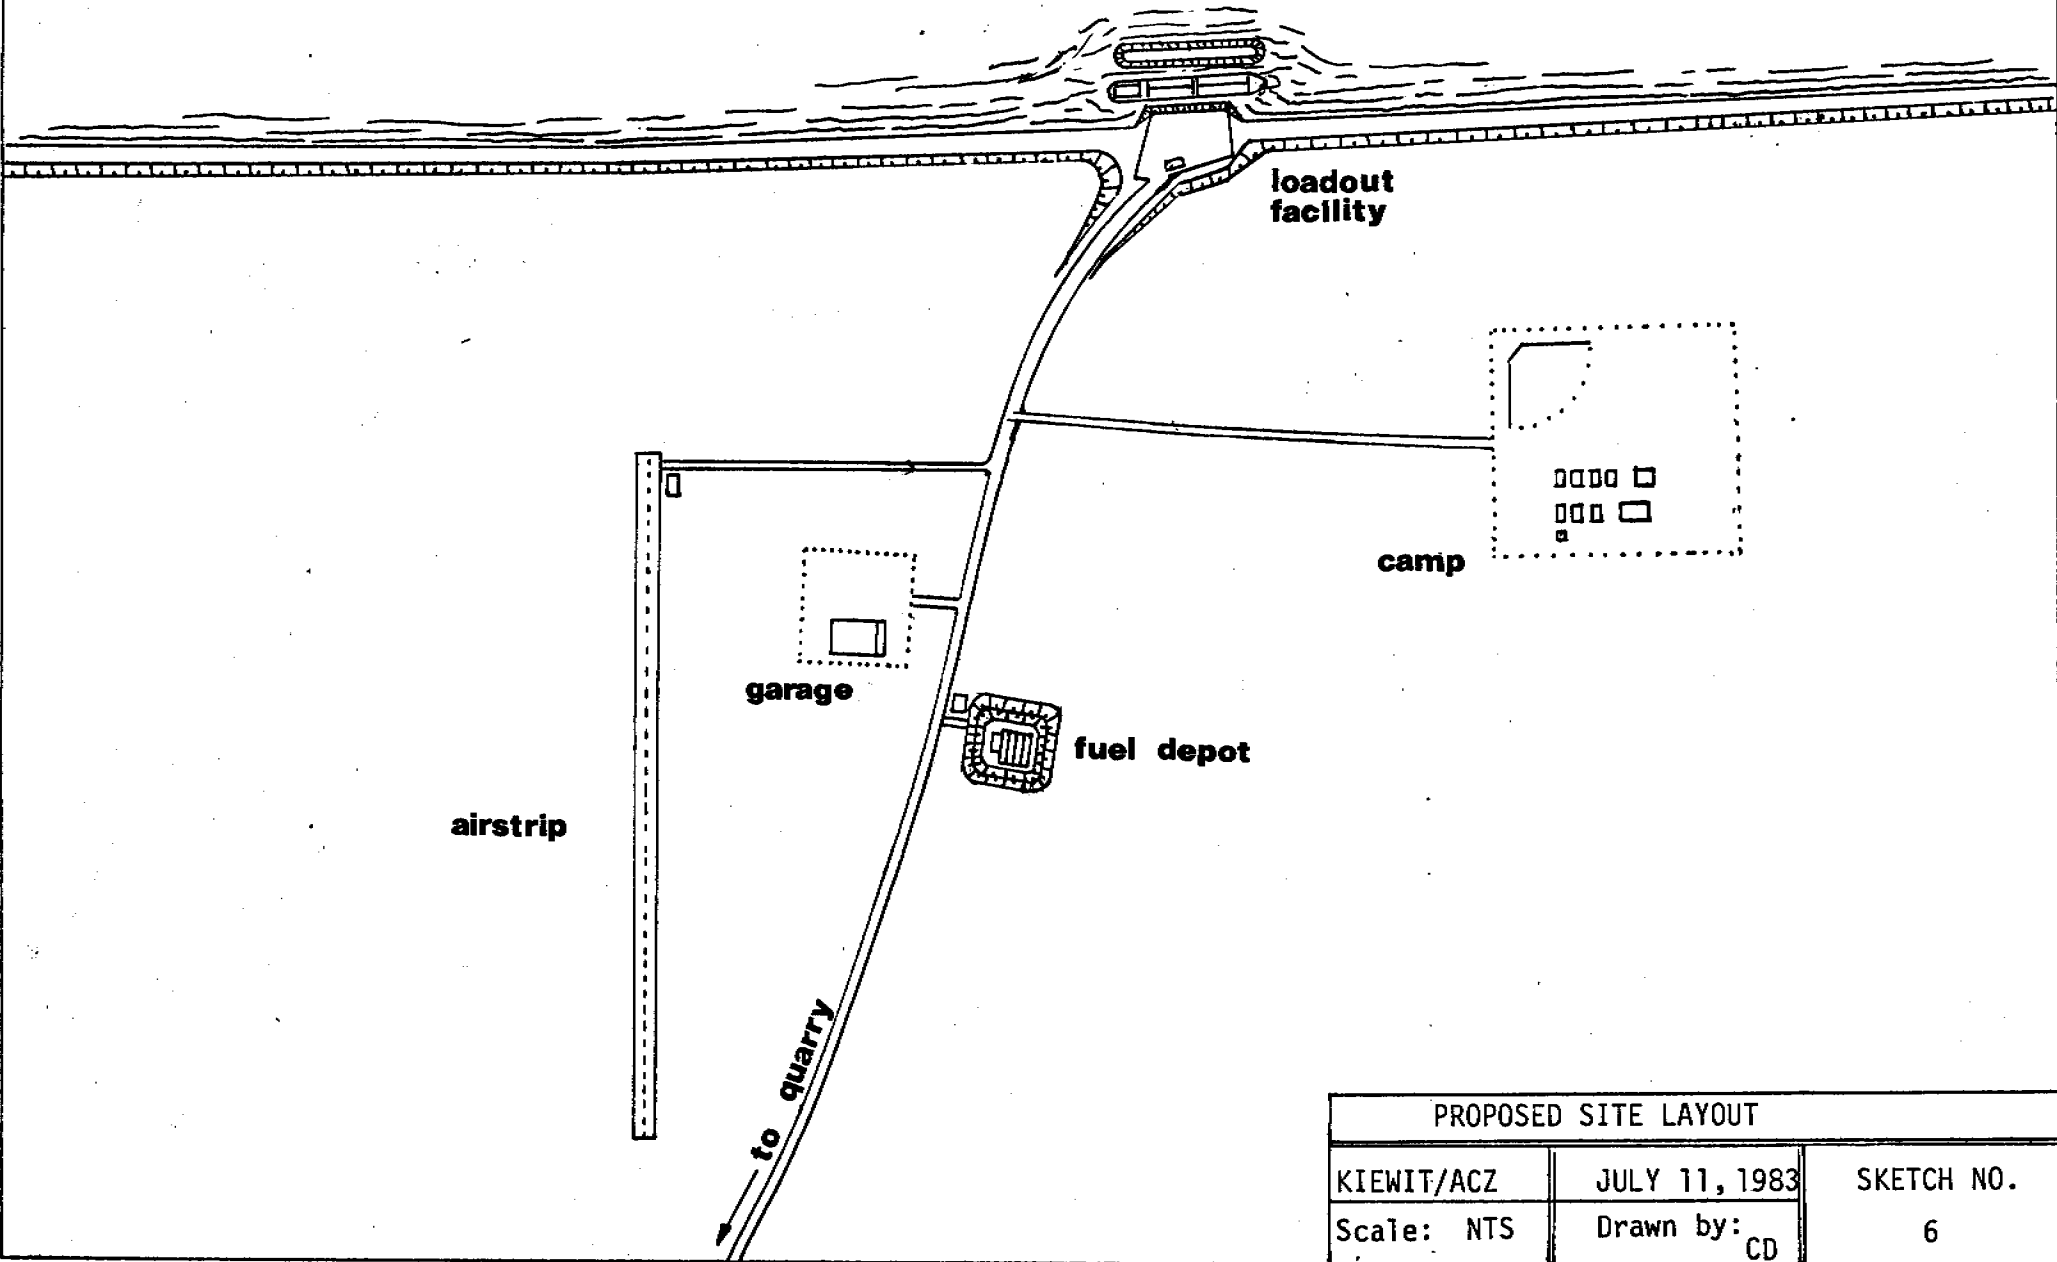 loadout
facility
camp
garage
fuel depot
airstrip
to quarry
PROPOSED SITE LAYOUT
KIEWIT/ACZ
JULY 11, 1983
SKETCH NO.
Scale: NTS
Drawn by: CD
6